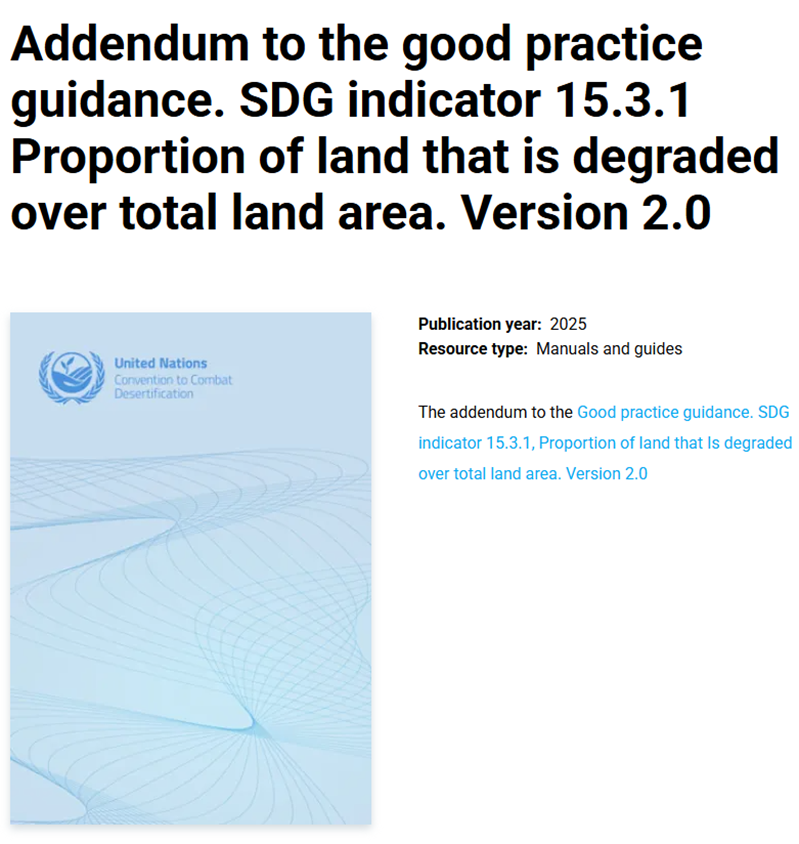 Addendum to the good practice
guidance. SDG indicator 15.3.1
Proportion of land that is degraded
over total land area. Version 2.0
United Nations
Convention to Combat
Desertification
Publication year: 2025
Resource type: Manuals and guides
The addendum to the Good practice guidance. SDG
indicator 15.3.1, Proportion of land that Is degraded
over total land area. Version 2.0